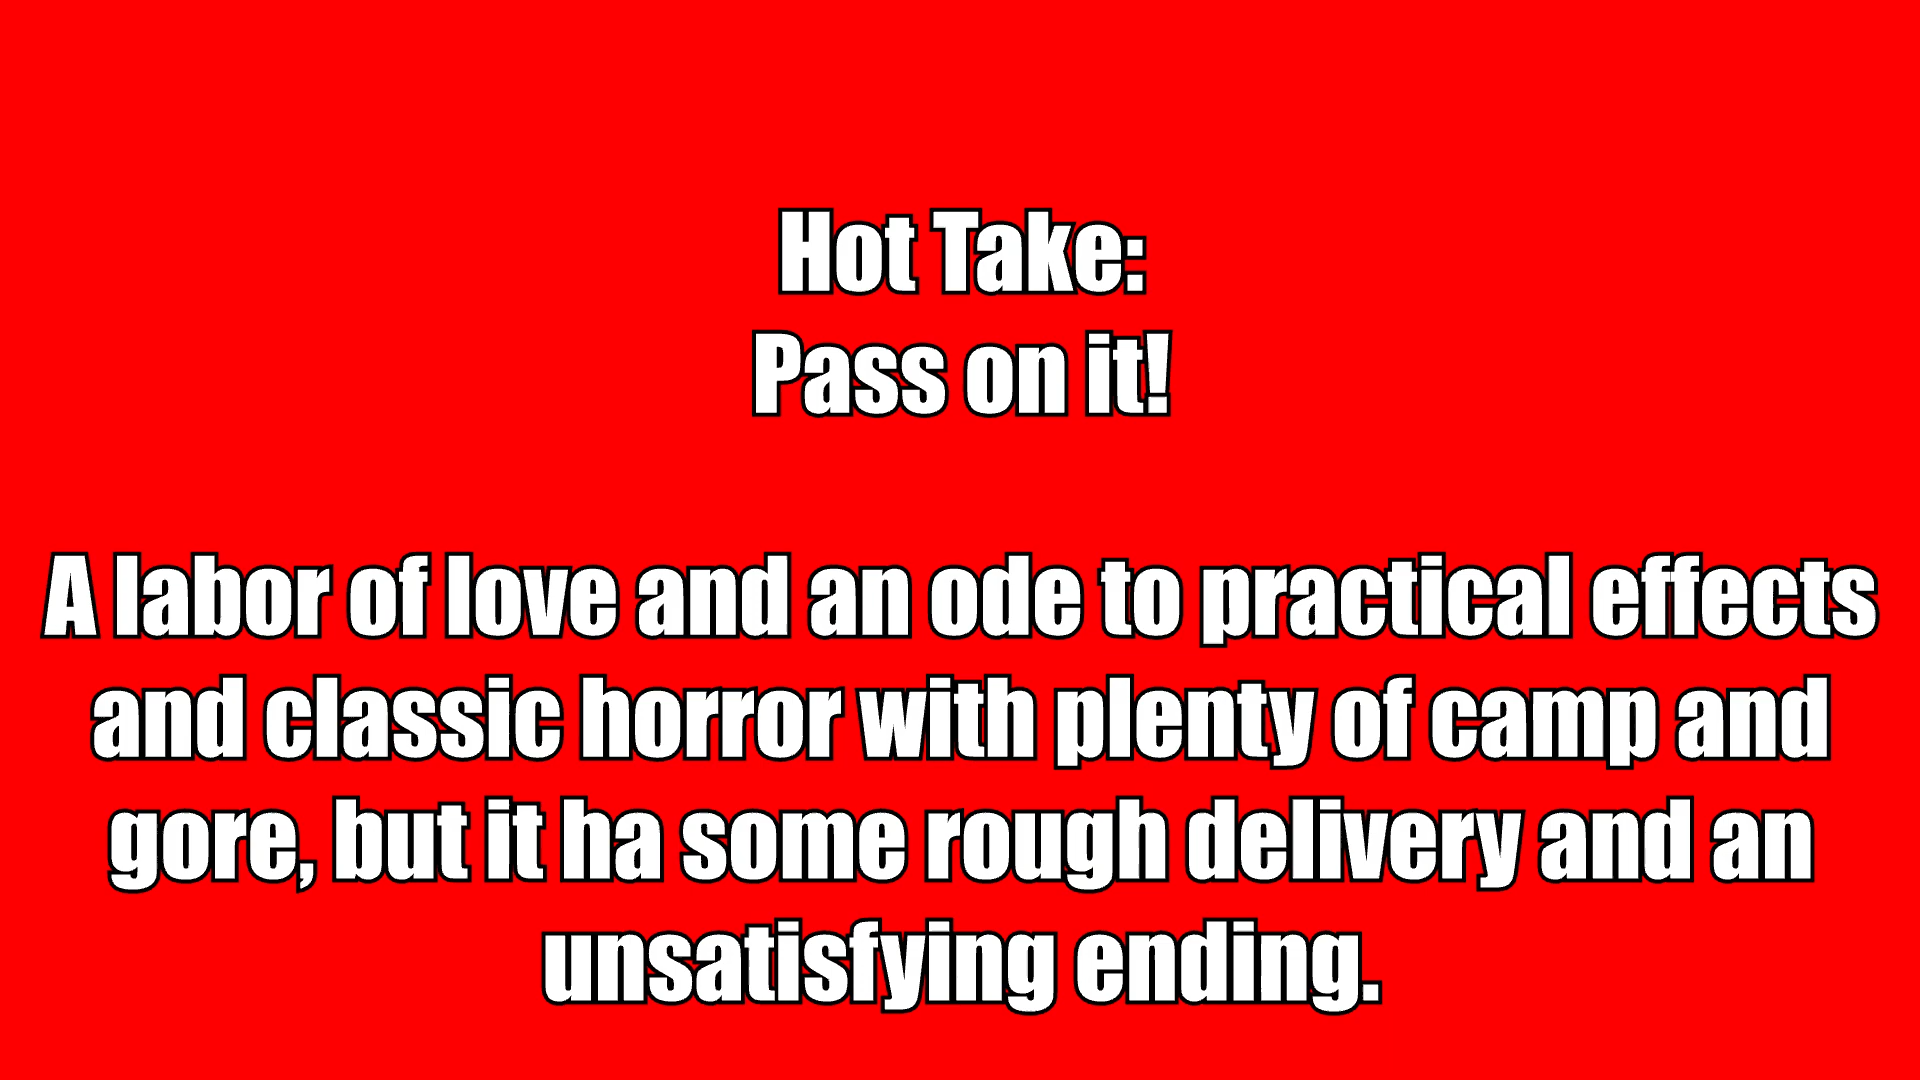 Hot Take:
Pass on it!
A labor of love and an ode to practical effects
and classic horror with plenty of camp and
gore, but it ha some rough delivery and an
unsatisfying ending.